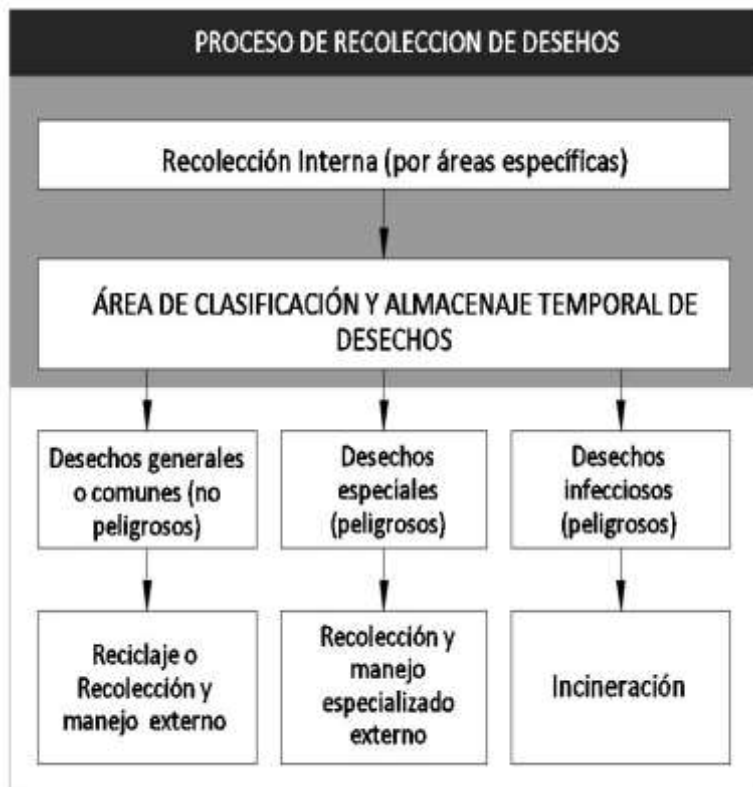 PROCESO DE RECOLECCION DE DESEHOS
Recolección Interna (por áreas específicas)
ÁREA DE CLASIFICACIÓN Y ALMACENAJE TEMPORAL DE
DESECHOS
Desechos generales
o comunes (no
peligrosos)
Desechos
especiales
(peligrosos)
Desechos
infecciosos
(peligrosos)
Reciclaje o
Recolección y
manejo externo
Recolección y
manejo
especializado
externo
Incineración